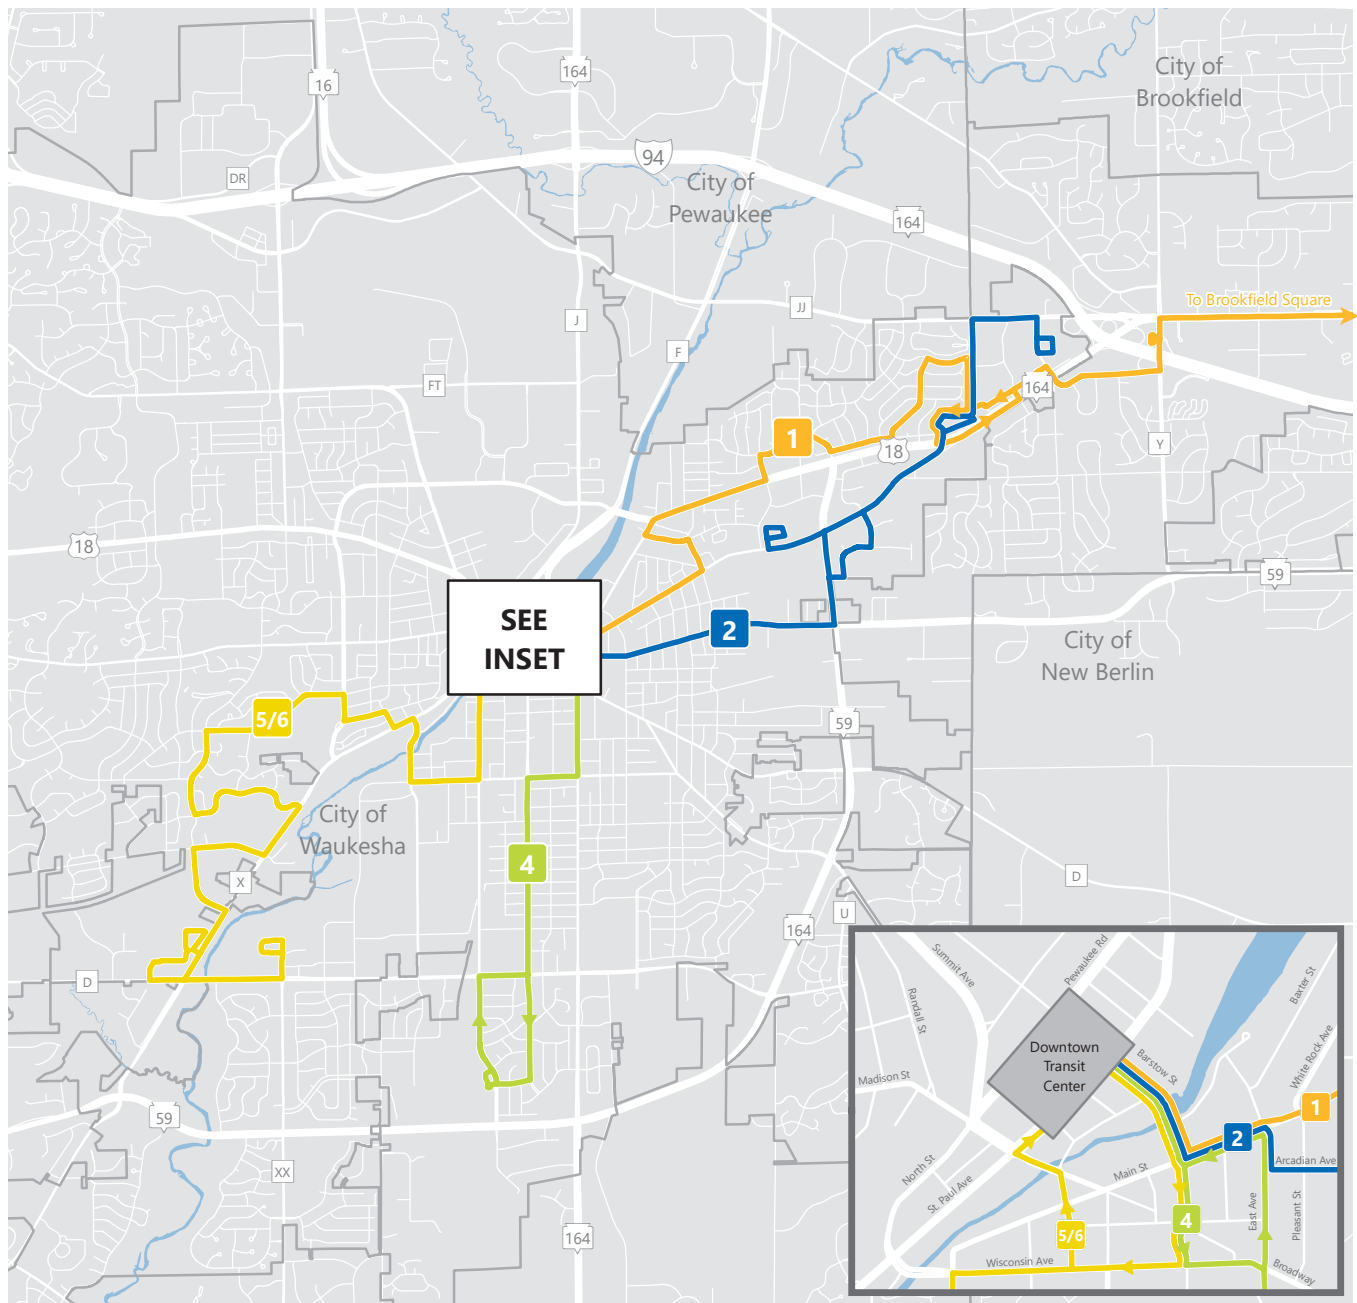 City of
Brookfield
164
16
94
DR
City of
Pewaukee
164
To Brookfield Square
JJ
J
F
164
FT
1
18
Y
18
59
SEE
INSET
2
City of
New Berlin
5/6
59
City of
Waukesha
4
D
X
U
164
D
59
XX
164
Summit Ave
Pewaukee Rd
Baxter St
Randall St
White Rock Ave
Downtown
Transit
Center
Barstow St
Madison St
1
2
Arcadian Ave
North St
St. Paul Ave
Main St
East Ave
Pleasant St
4
5/6
Wisconsin Ave
Broadway